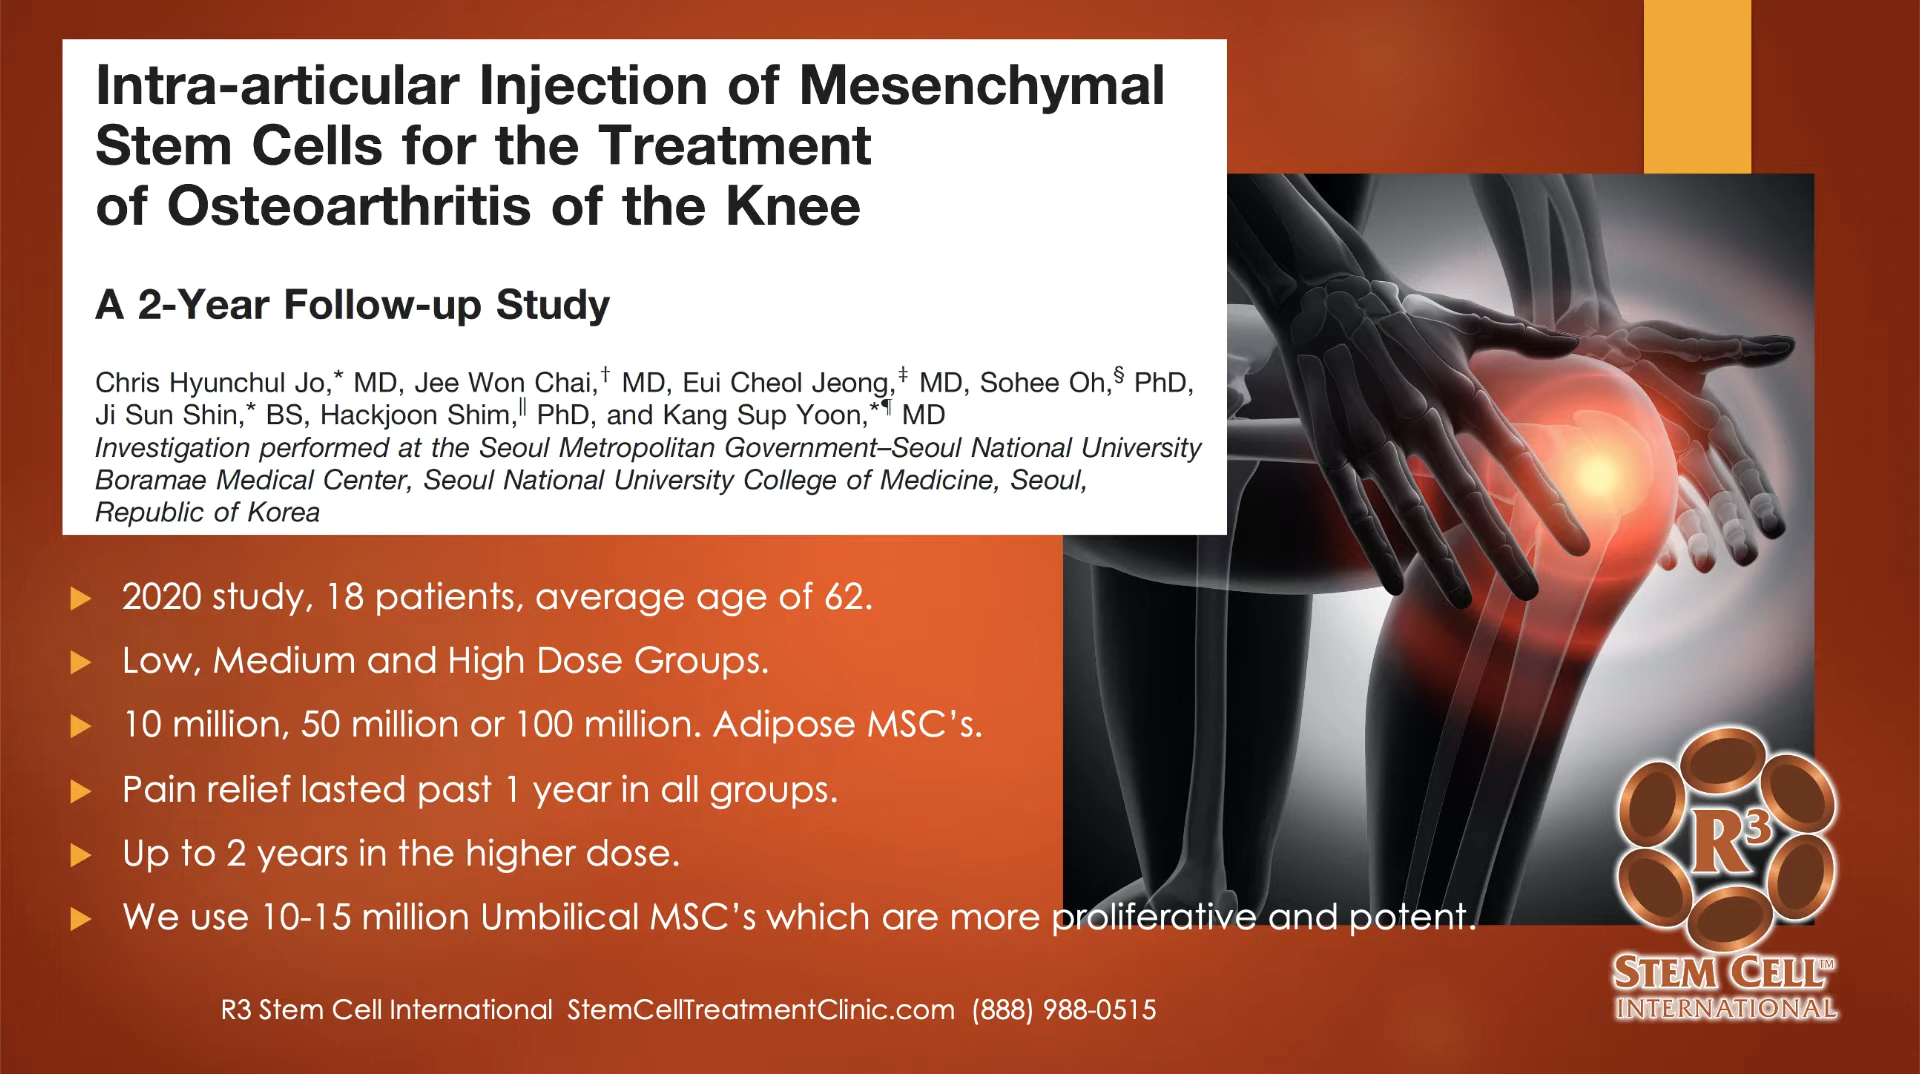 Intra-articular Injection of Mesenchymal
Stem Cells for the Treatment
of Osteoarthritis of the Knee
A 2-Year Follow-up Study
Chris Hyunchul Jo,* MD, Jee Won Chai,† MD, Eui Cheol Jeong,‡ MD, Sohee Oh,§ PhD,
Ji Sun Shin,* BS, Hackjoon Shim,|| PhD, and Kang Sup Yoon,*¶ MD
Investigation performed at the Seoul Metropolitan Government–Seoul National University
Boramae Medical Center, Seoul National University College of Medicine, Seoul,
Republic of Korea
▶ 2020 study, 18 patients, average age of 62.
▶ Low, Medium and High Dose Groups.
▶ 10 million, 50 million or 100 million. Adipose MSC’s.
▶ Pain relief lasted past 1 year in all groups.
▶ Up to 2 years in the higher dose.
▶ We use 10-15 million Umbilical MSC’s which are more proliferative and potent.
R3 Stem Cell International StemCellTreatmentClinic.com (888) 988-0515
R³
STEM CELL™
INTERNATIONAL